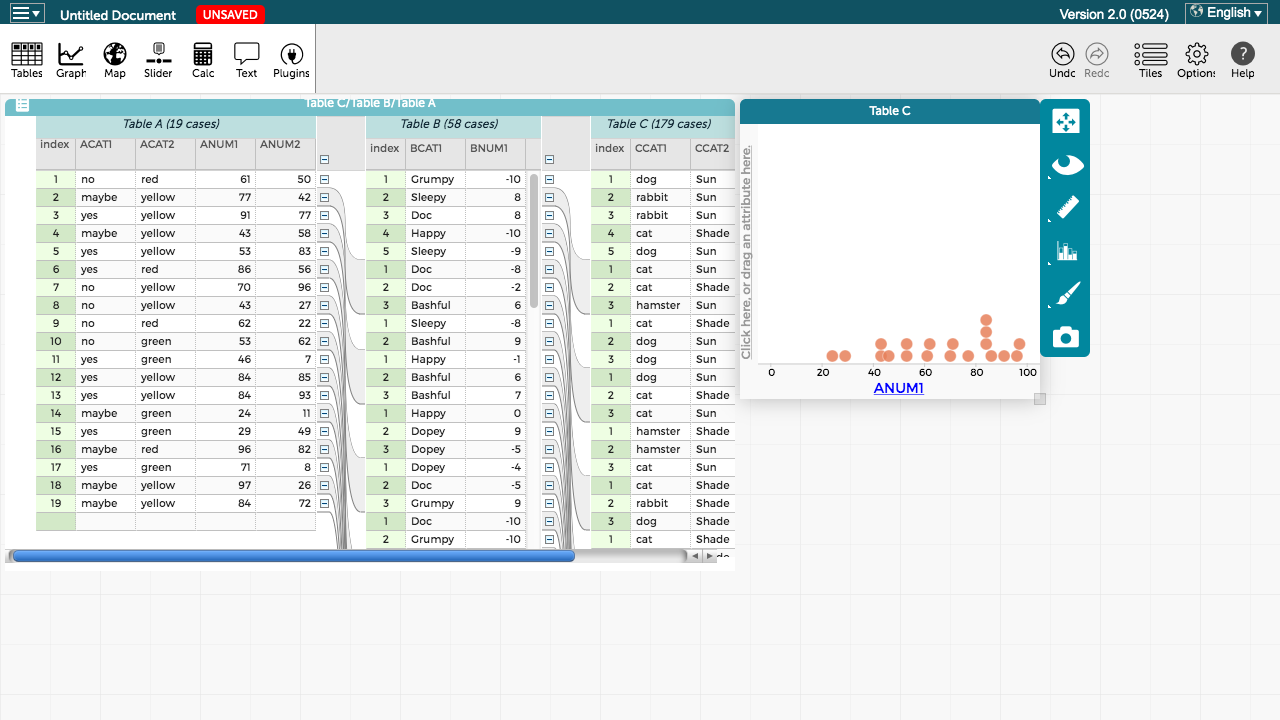 Untitled Document UNSAVED Version 2.0 (0524) English
Tables Graph Map Slider Calc Text Plugins Undo Redo Tiles Options Help
Table C/Table B/Table A
Table A (19 cases) Table B (58 cases) Table C (179 cases)
index ACAT1 ACAT2 ANUM1 ANUM2 index BCAT1 BNUM1 index CCAT1 CCAT2
1 no red 61 50 1 Grumpy -10 1 dog Sun
2 maybe yellow 77 42 2 Sleepy 8 2 rabbit Sun
3 yes yellow 91 77 3 Doc 8 3 rabbit Sun
4 maybe yellow 43 58 4 Happy -10 4 cat Shade
5 yes yellow 53 83 5 Sleepy -9 5 dog Sun
6 yes red 86 56 1 Doc -8 1 cat Sun
7 no yellow 70 96 2 Doc -2 2 cat Shade
8 no yellow 43 27 3 Bashful 6 3 hamster Sun
9 no red 62 22 1 Sleepy -8 1 cat Shade
10 no green 53 62 2 Bashful 9 2 dog Sun
11 yes green 46 7 1 Happy -1 3 dog Sun
12 yes yellow 84 85 2 Bashful 6 1 dog Sun
13 yes yellow 84 93 3 Bashful 7 2 cat Shade
14 maybe green 24 11 1 Happy 0 3 cat Sun
15 yes green 29 49 2 Dopey 9 1 hamster Shade
16 maybe red 96 82 3 Dopey -5 2 hamster Sun
17 yes green 71 8 1 Dopey -4 3 cat Sun
18 maybe yellow 97 26 2 Doc -5 1 cat Shade
19 maybe yellow 84 72 3 Grumpy 9 2 rabbit Shade
1 Doc -10 3 dog Shade
2 Grumpy -10 1 cat Shade
Table C
Click here, or drag an attribute here.
0 20 40 60 80 100
ANUM1